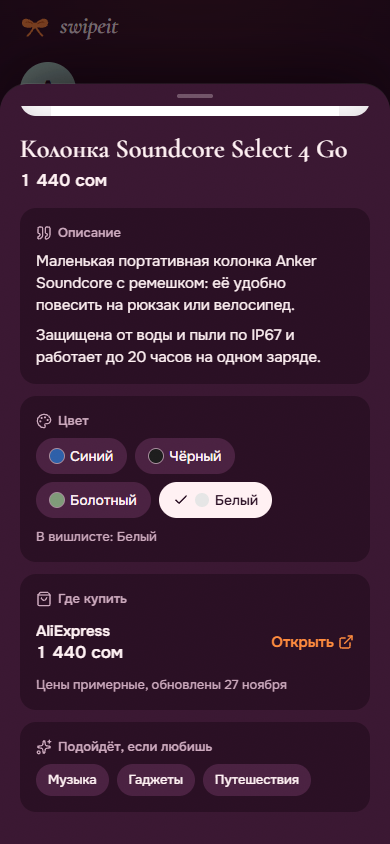 swipeit
Колонка Soundcore Select 4 Go
1 440 сом
Описание
Маленькая портативная колонка Anker
Soundcore с ремешком: её удобно
повесить на рюкзак или велосипед.
Защищена от воды и пыли по IP67 и
работает до 20 часов на одном заряде.
Цвет
Синий
Чёрный
Болотный
Белый
В вишлисте: Белый
Где купить
AliExpress
1 440 сом
Открыть
Цены примерные, обновлены 27 ноября
Подойдёт, если любишь
Музыка
Гаджеты
Путешествия